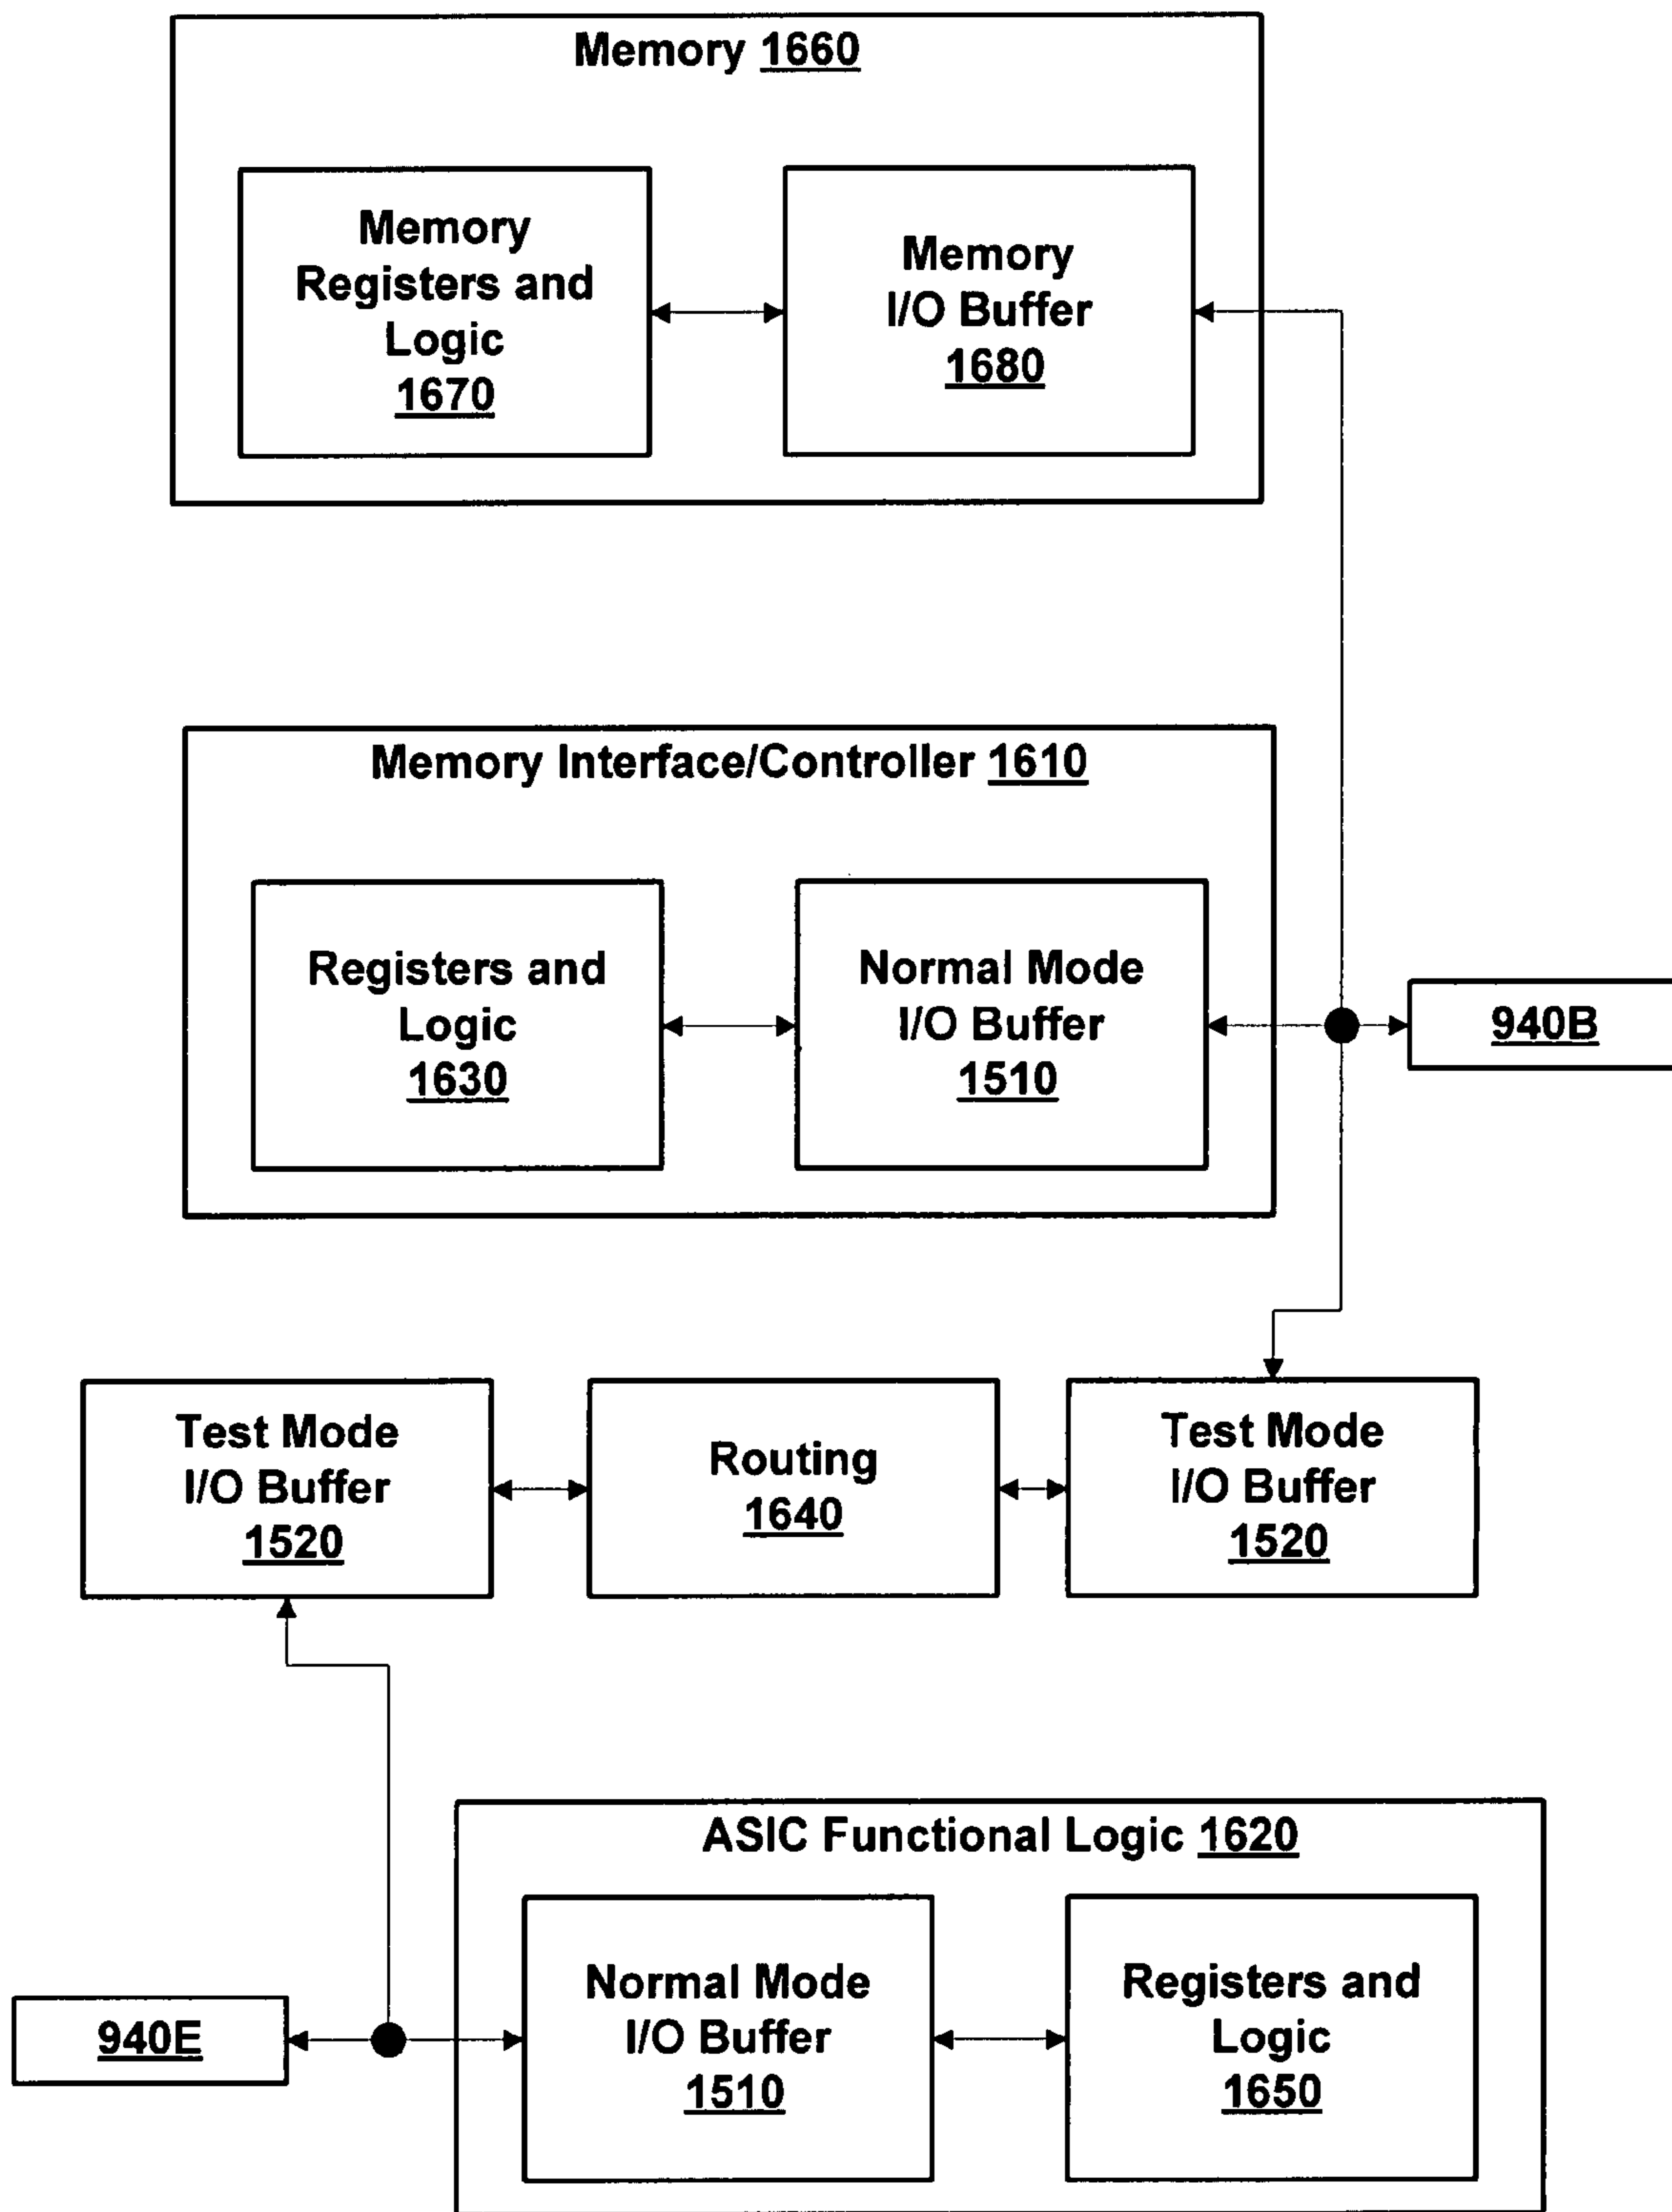 Memory 1660
Memory
Registers and
Logic
1670
Memory
I/O Buffer
1680
Memory Interface/Controller 1610
Registers and
Logic
1630
Normal Mode
I/O Buffer
1510
940B
Test Mode
I/O Buffer
1520
Routing
1640
Test Mode
I/O Buffer
1520
ASIC Functional Logic 1620
940E
Normal Mode
I/O Buffer
1510
Registers and
Logic
1650